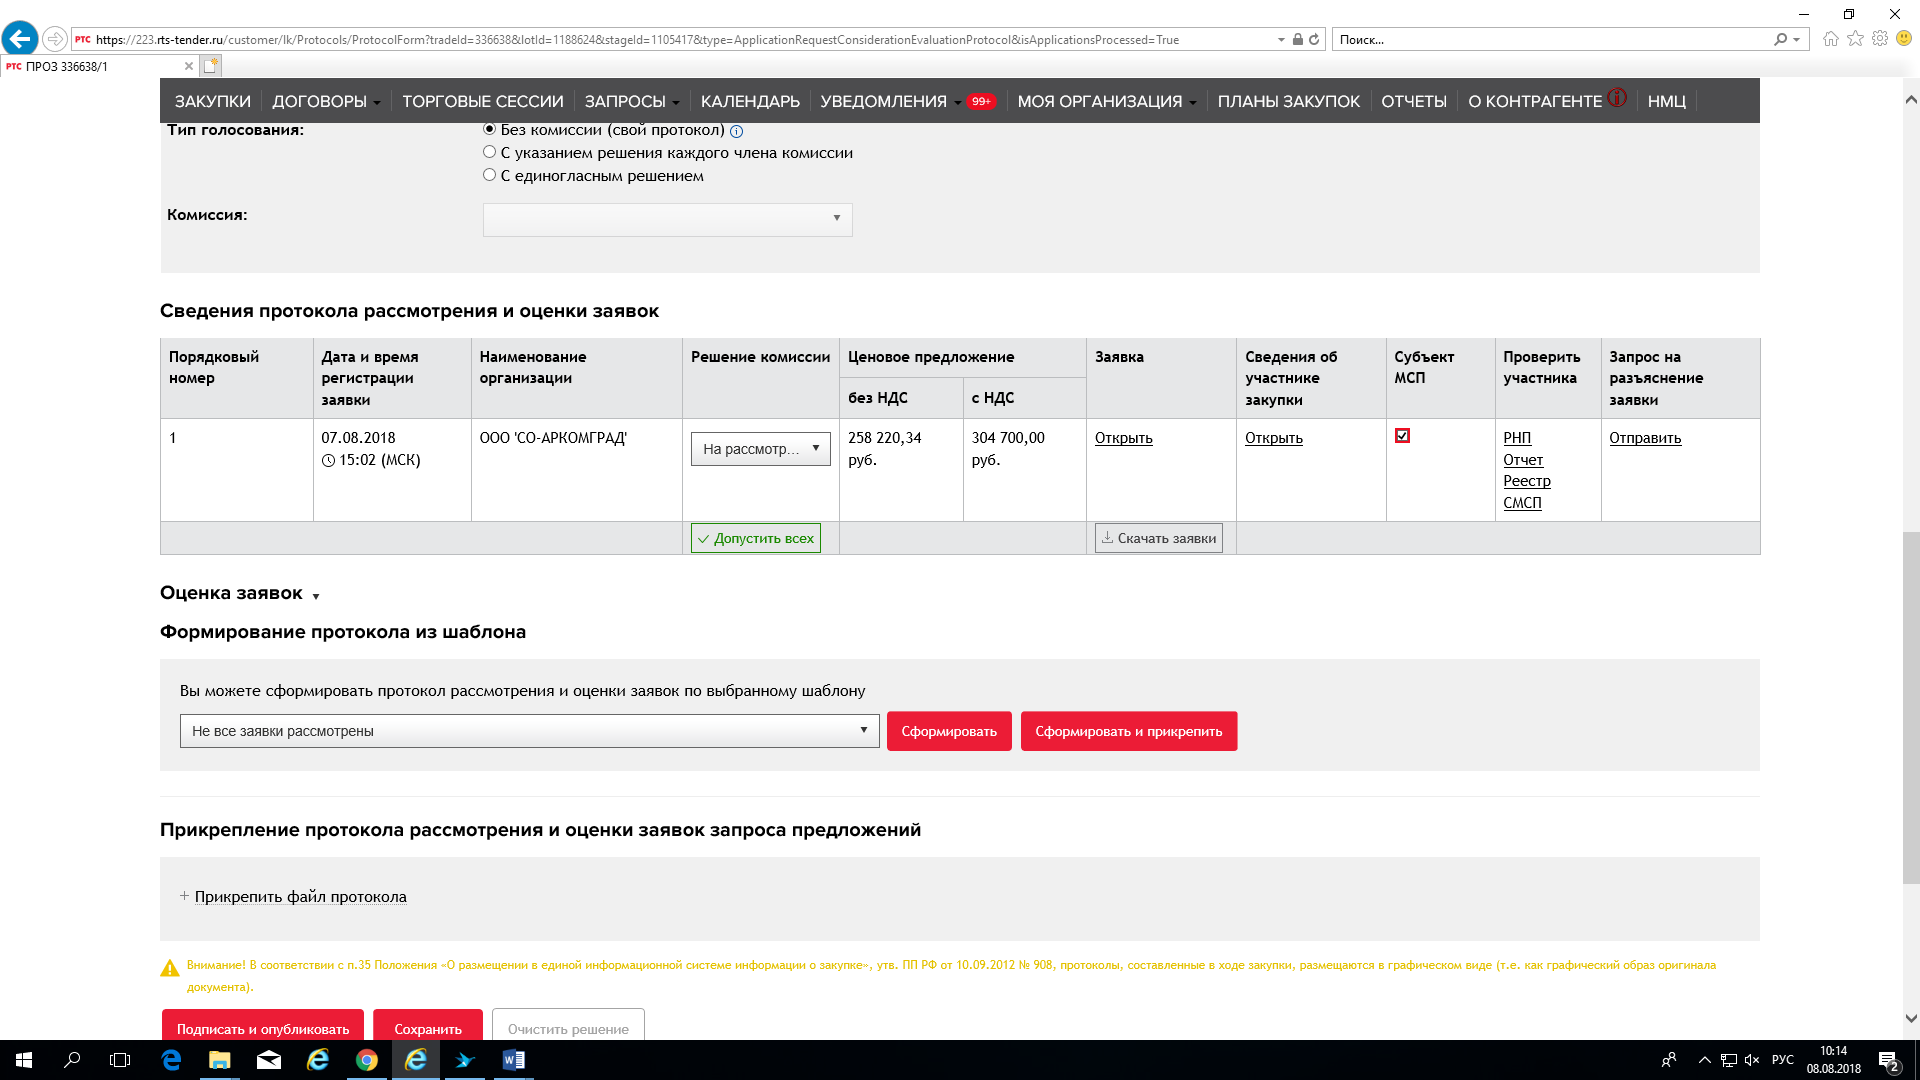 https://223.rts-tender.ru/customer/lk/Protocols/ProtocolForm?tradeId=336638&lotId=1188624&stageId=1105417&type=ApplicationRequestConsiderationEvaluationProtocol&isApplicationsProcessed=True
Поиск...
РТС ПРОЗ 336638/1
ЗАКУПКИ ДОГОВОРЫ ТОРГОВЫЕ СЕССИИ ЗАПРОСЫ КАЛЕНДАРЬ УВЕДОМЛЕНИЯ 99+ МОЯ ОРГАНИЗАЦИЯ ПЛАНЫ ЗАКУПОК ОТЧЕТЫ О КОНТРАГЕНТЕ НМЦ
Тип голосования:
Без комиссии (свой протокол)
С указанием решения каждого члена комиссии
С единогласным решением
Комиссия:
Сведения протокола рассмотрения и оценки заявок
Порядковый номер
Дата и время регистрации заявки
Наименование организации
Решение комиссии
Ценовое предложение
без НДС
с НДС
Заявка
Сведения об участнике закупки
Субъект МСП
Проверить участника
Запрос на разъяснение заявки
1
07.08.2018
15:02 (МСК)
ООО 'СО-АРКОМГРАД'
На рассмотр...
258 220,34 руб.
304 700,00 руб.
Открыть
Открыть
РНП
Отчет
Реестр
СМСП
Отправить
Допустить всех
Скачать заявки
Оценка заявок
Формирование протокола из шаблона
Вы можете сформировать протокол рассмотрения и оценки заявок по выбранному шаблону
Не все заявки рассмотрены
Сформировать
Сформировать и прикрепить
Прикрепление протокола рассмотрения и оценки заявок запроса предложений
+ Прикрепить файл протокола
Внимание! В соответствии с п.35 Положения «О размещении в единой информационной системе информации о закупке», утв. ПП РФ от 10.09.2012 № 908, протоколы, составленные в ходе закупки, размещаются в графическом виде (т.е. как графический образ оригинала
документа).
Подписать и опубликовать
Сохранить
Очистить решение
РУС
10:14
08.08.2018
2